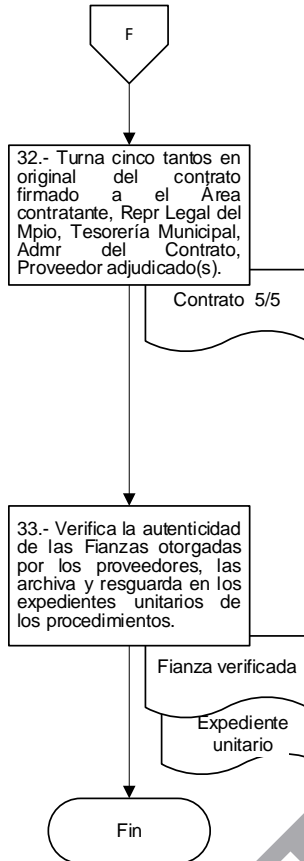 F
32.- Turna cinco tantos en
original del contrato
firmado a el Área
contratante, Repr Legal del
Mpio, Tesorería Municipal,
Admr del Contrato,
Proveedor adjudicado(s).
Contrato 5/5
33.- Verifica la autenticidad
de las Fianzas otorgadas
por los proveedores, las
archiva y resguarda en los
expedientes unitarios de
los procedimientos.
Fianza verificada
Expediente
unitario
Fin